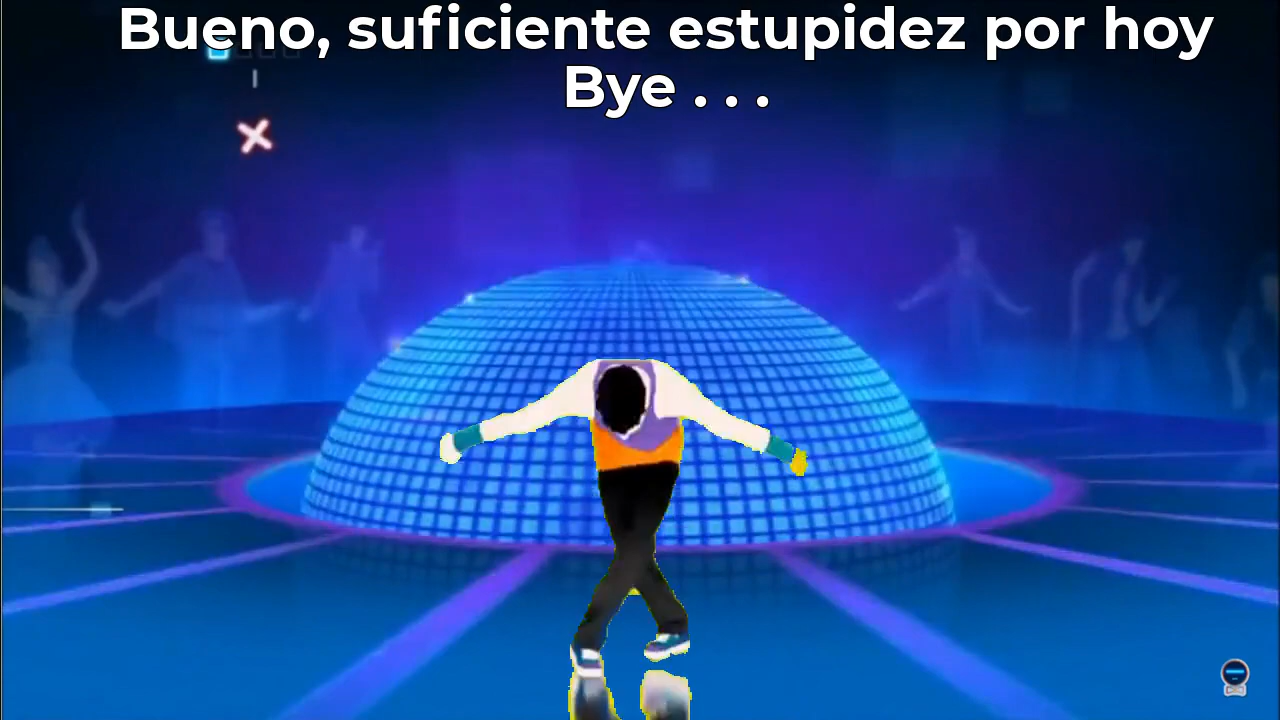 Bueno, suficiente estupidez por hoy
Bye . . .